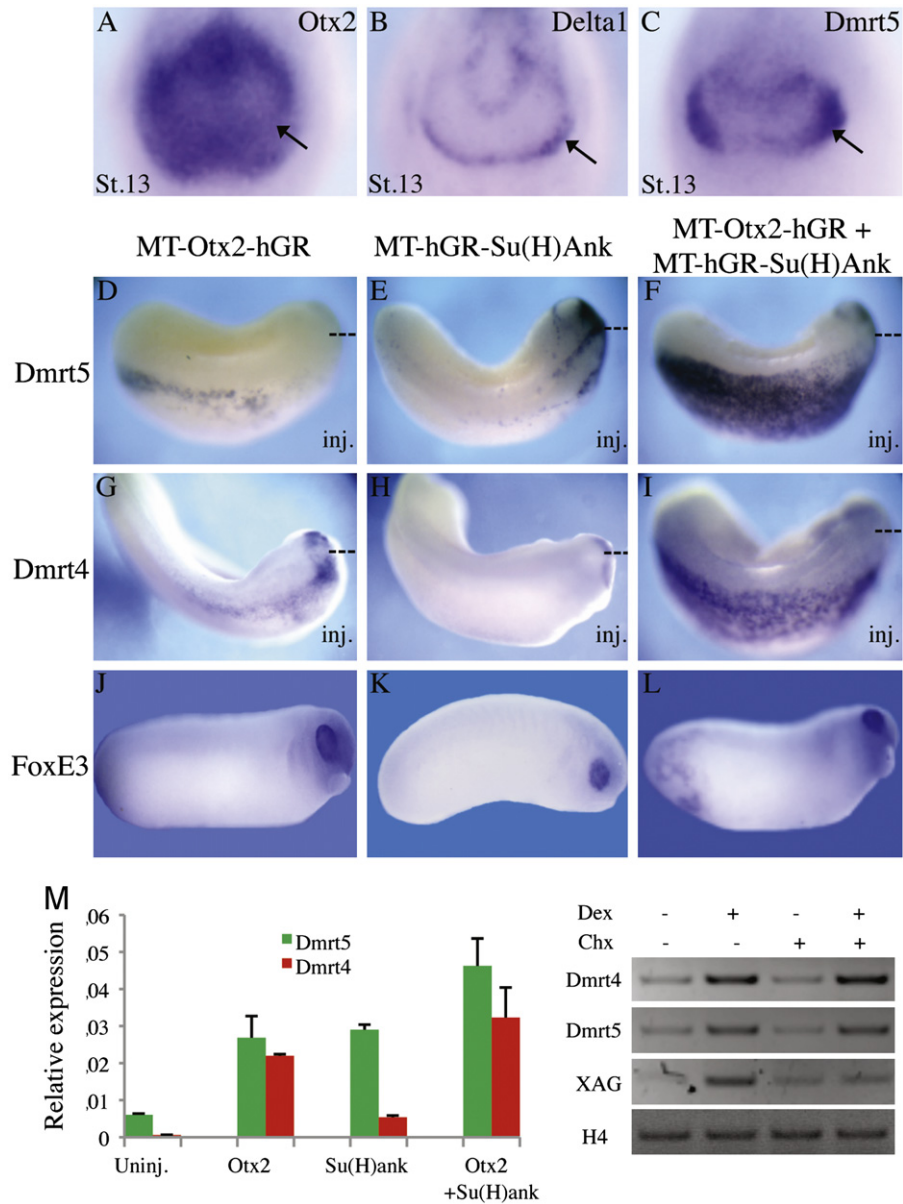 A Otx2 B Delta1 C Dmrt5
St.13 St.13 St.13
MT-Otx2-hGR MT-hGR-Su(H)Ank MT-Otx2-hGR +
MT-hGR-Su(H)Ank
D E F
Dmrt5
inj. inj. inj.
G H I
Dmrt4
inj. inj. inj.
J K L
FoxE3
M
Relative expression
,06
,05
,04
,03
,02
,01
0
Dmrt5
Dmrt4
Uninj. Otx2 Su(H)ank Otx2
+Su(H)ank
Dex - + - +
Chx - - + +
Dmrt4
Dmrt5
XAG
H4